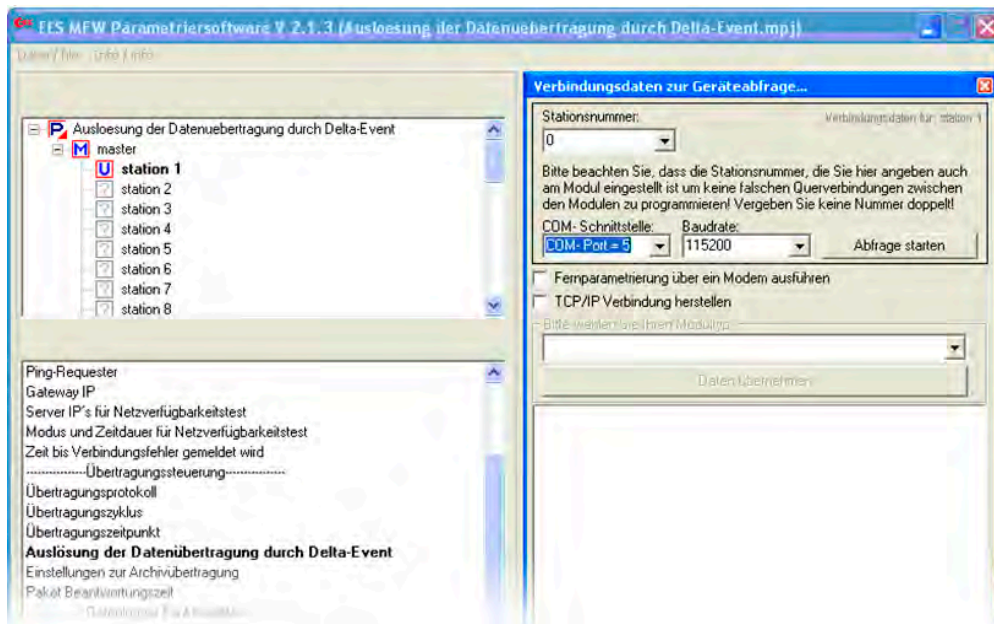 EES MFW Parametriersoftware V 2.1.3 (Ausloesung der Datenuebertragung durch Delta-Event.mpj)
Datei / file Info / info
Ausloesung der Datenuebertragung durch Delta-Event
master
station 1
station 2
station 3
station 4
station 5
station 6
station 7
station 8
Ping-Requester
Gateway IP
Server IP´s für Netzverfügbarkeitstest
Modus und Zeitdauer für Netzverfügbarkeitstest
Zeit bis Verbindungsfehler gemeldet wird
---------------Übertragungssteuerung---------------
Übertragungsprotokoll
Übertragungszyklus
Übertragungszeitpunkt
Auslösung der Datenübertragung durch Delta-Event
Einstellungen zur Archivübertragung
Paket Beantwortungszeit
Verbindungsdaten zur Geräteabfrage...
Stationsnummer:
Verbindungsdaten für: station 1
0
Bitte beachten Sie, dass die Stationsnummer, die Sie hier angeben auch
am Modul eingestellt ist um keine falschen Querverbindungen zwischen
den Modulen zu programmieren! Vergeben Sie keine Nummer doppelt!
COM- Schnittstelle: Baudrate:
COM- Port = 5 115200 Abfrage starten
Fernparametrierung über ein Modem ausführen
TCP/IP Verbindung herstellen
Bitte wählen Sie Ihren Modultyp
Daten übernehmen